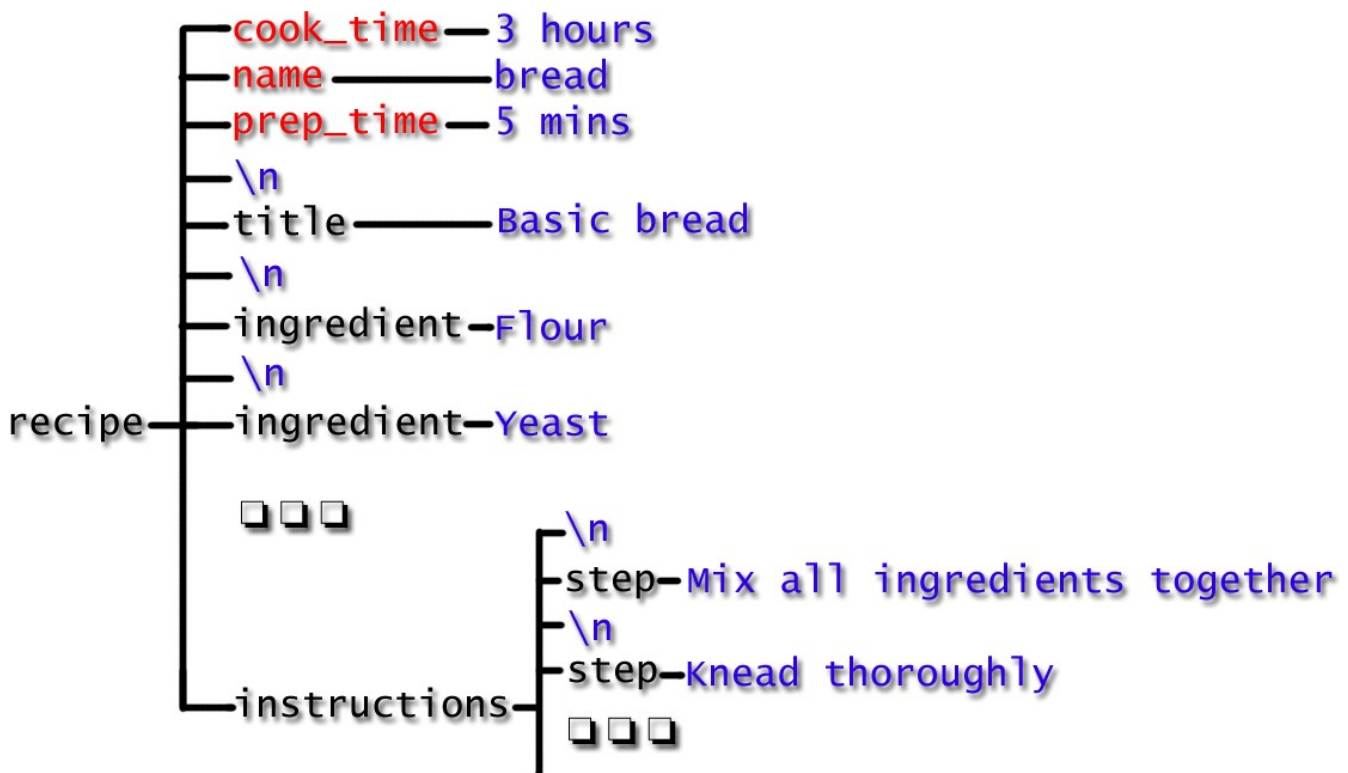 cook_time 3 hours
name bread
prep_time 5 mins
\n
title Basic bread
\n
ingredient Flour
\n
recipe ingredient Yeast
\n
step Mix all ingredients together
\n
step Knead thoroughly
instructions